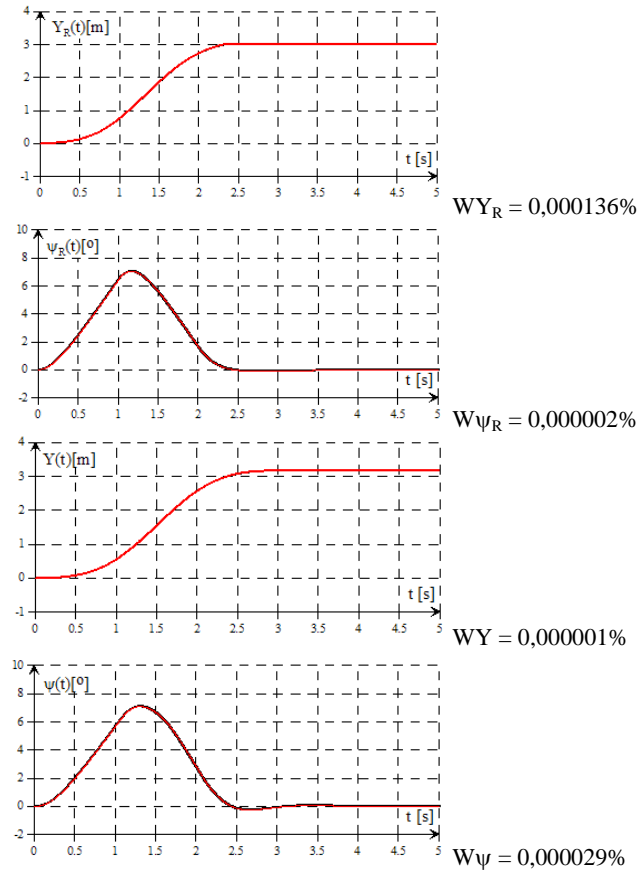 4
Y_R(t)[m]
3
2
1
0
-1
t [s]
0 0.5 1 1.5 2 2.5 3 3.5 4 4.5 5
WY_R = 0,000136%
10
ψ_R(t)[º]
8
6
4
2
0
-2
t [s]
0 0.5 1 1.5 2 2.5 3 3.5 4 4.5 5
Wψ_R = 0,000002%
4
Y(t)[m]
3
2
1
0
-1
t [s]
0 0.5 1 1.5 2 2.5 3 3.5 4 4.5 5
WY = 0,000001%
10
ψ(t)[º]
8
6
4
2
0
-2
t [s]
0 0.5 1 1.5 2 2.5 3 3.5 4 4.5 5
Wψ = 0,000029%